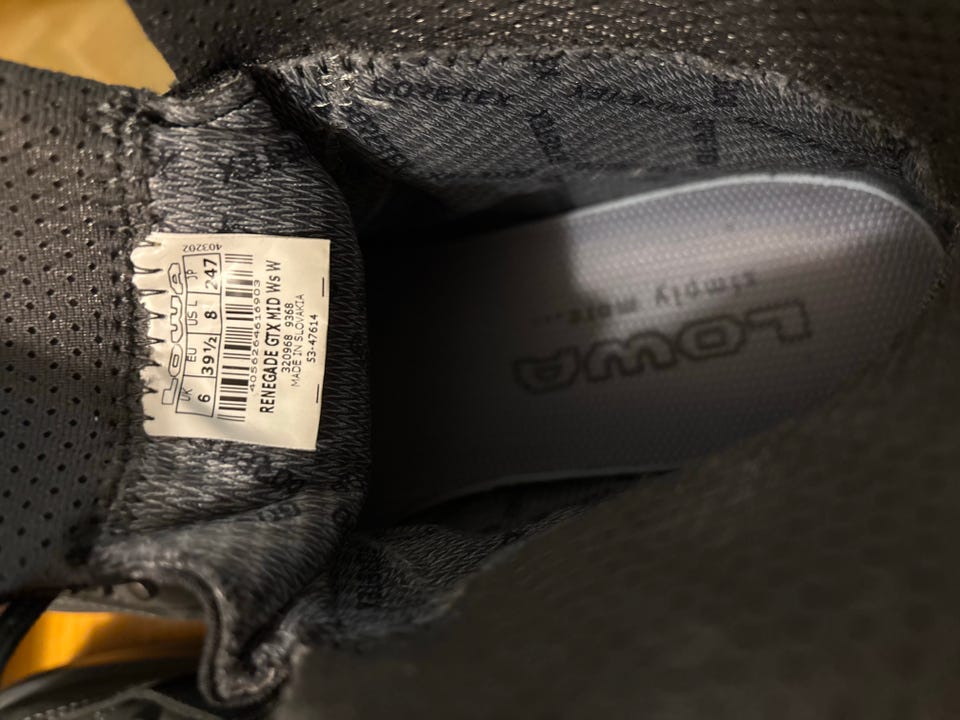 403202
LOWA
UK EU US L JP
6 39½ 8 247
4056264616903
RENEGADE GTX MID Ws W
320968 9368
MADE IN SLOVAKIA
S3-47614
GORE-TEX
LOWA
simply more...